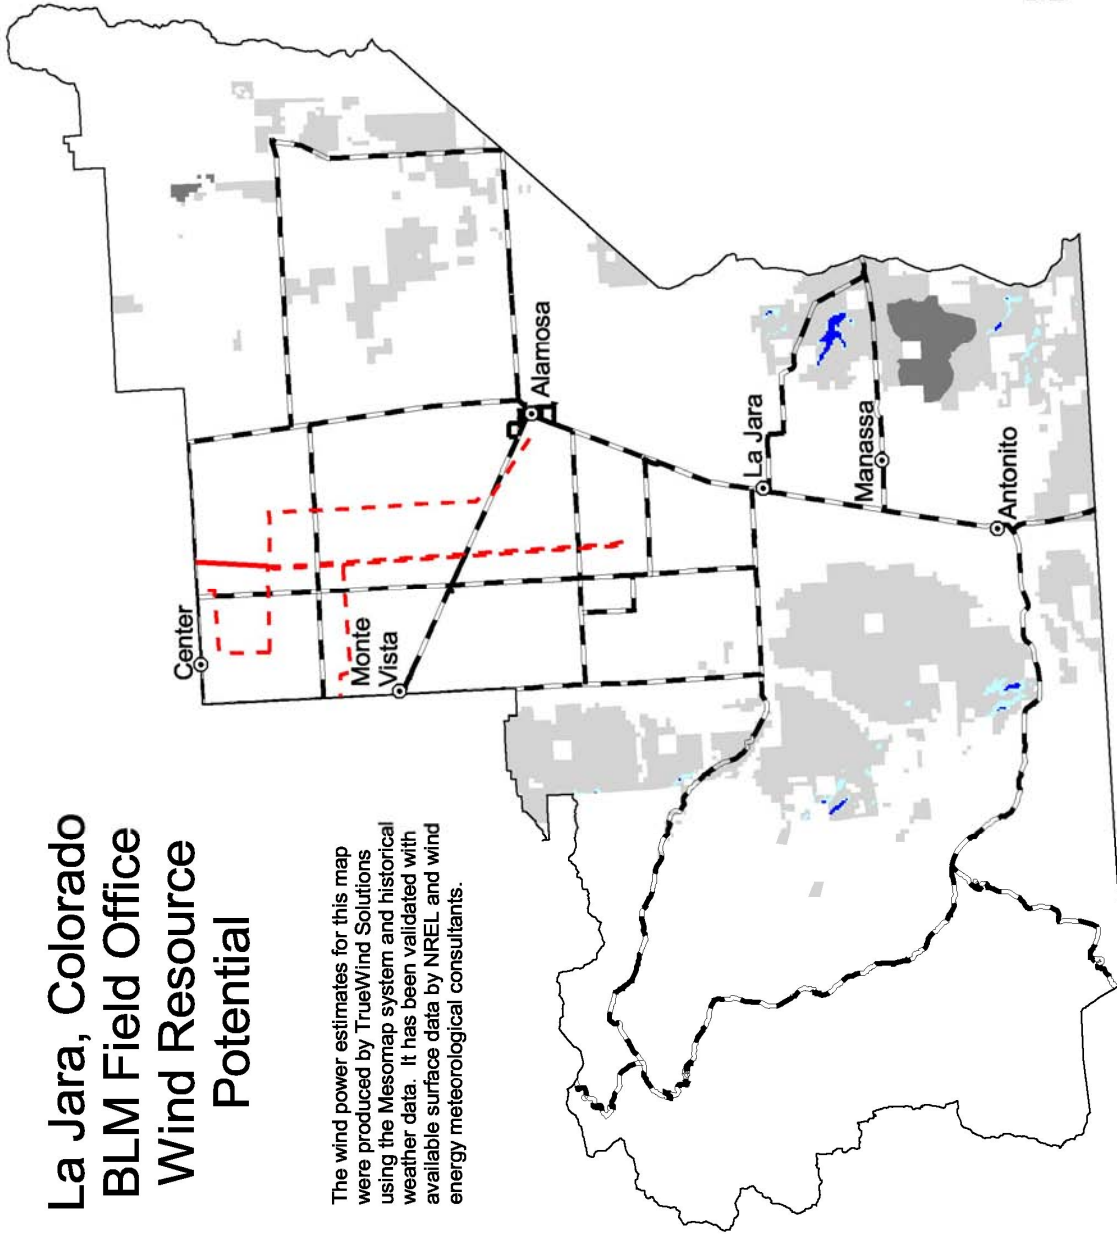 La Jara, Colorado
BLM Field Office
Wind Resource
Potential
The wind power estimates for this map
were produced by TrueWind Solutions
using the Mesomap system and historical
weather data. It has been validated with
available surface data by NREL and wind
energy meteorological consultants.
Center
Monte
Vista
Alamosa
La Jara
Manassa
Antonito